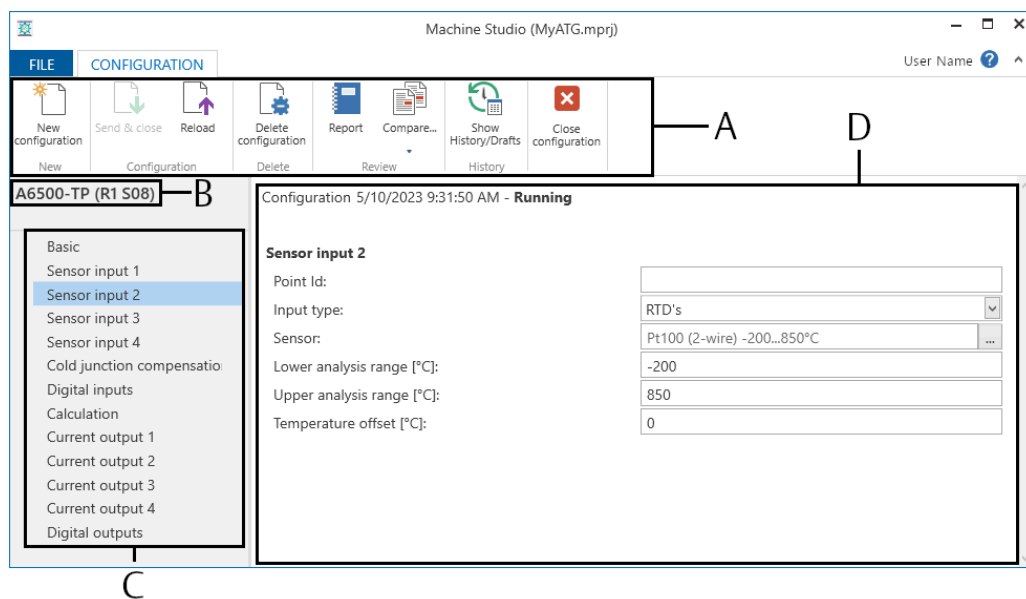 Machine Studio (MyATG.mprj)
FILE CONFIGURATION User Name ?
New configuration Send & close Reload Delete configuration Report Compare... Show History/Drafts Close configuration
New Configuration Delete Review History
A
D
A6500-TP (R1 S08)
B
Configuration 5/10/2023 9:31:50 AM - Running
Basic
Sensor input 1
Sensor input 2
Sensor input 3
Sensor input 4
Cold junction compensatio
Digital inputs
Calculation
Current output 1
Current output 2
Current output 3
Current output 4
Digital outputs
C
Sensor input 2
Point Id:
Input type: RTD's
Sensor: Pt100 (2-wire) -200...850°C ...
Lower analysis range [°C]: -200
Upper analysis range [°C]: 850
Temperature offset [°C]: 0